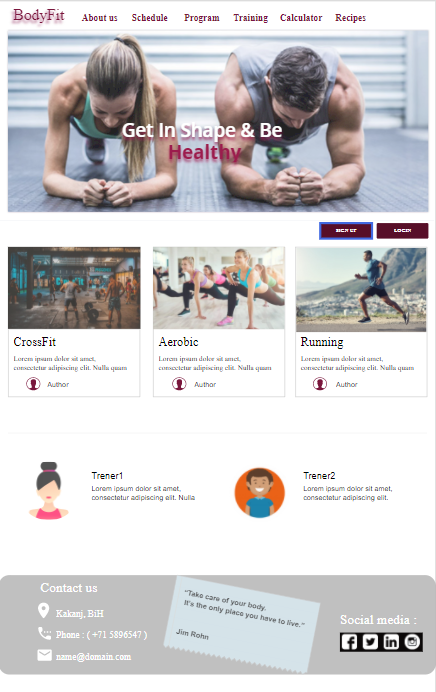 BodyFit
About us
Schedule
Program
Training
Calculator
Recipes
Get In Shape & Be
Healthy
SIGN UP
LOGIN
CrossFit
Lorem ipsum dolor sit amet,
consectetur adipiscing elit. Nulla quam
Author
Aerobic
Lorem ipsum dolor sit amet,
consectetur adipiscing elit. Nulla quam
Author
Running
Lorem ipsum dolor sit amet,
consectetur adipiscing elit. Nulla quam
Author
Trener1
Lorem ipsum dolor sit amet,
consectetur adipiscing elit. Nulla
Trener2
Lorem ipsum dolor sit amet,
consectetur adipiscing elit.
Contact us
Kakanj, BiH
Phone : ( +71 5896547 )
name@domain.com
"Take care of your body.
It's the only place you have to live."
Jim Rohn
Social media :